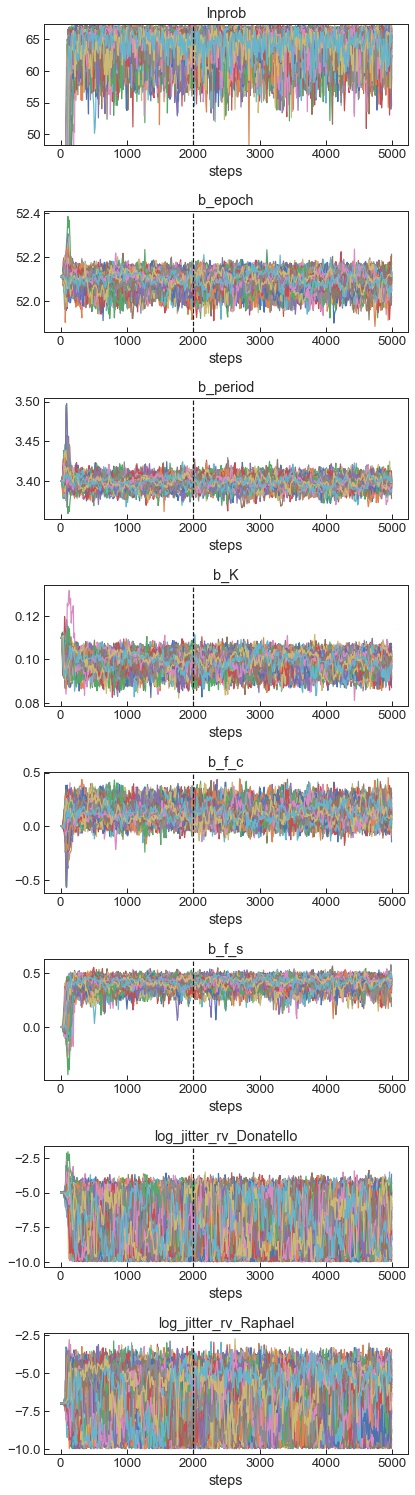 lnprob
65
60
55
50
0 1000 2000 3000 4000 5000
steps
b_epoch
52.4
52.2
52.0
0 1000 2000 3000 4000 5000
steps
b_period
3.50
3.45
3.40
0 1000 2000 3000 4000 5000
steps
b_K
0.12
0.10
0.08
0 1000 2000 3000 4000 5000
steps
b_f_c
0.5
0.0
−0.5
0 1000 2000 3000 4000 5000
steps
b_f_s
0.5
0.0
0 1000 2000 3000 4000 5000
steps
log_jitter_rv_Donatello
−2.5
−5.0
−7.5
−10.0
0 1000 2000 3000 4000 5000
steps
log_jitter_rv_Raphael
−2.5
−5.0
−7.5
−10.0
0 1000 2000 3000 4000 5000
steps